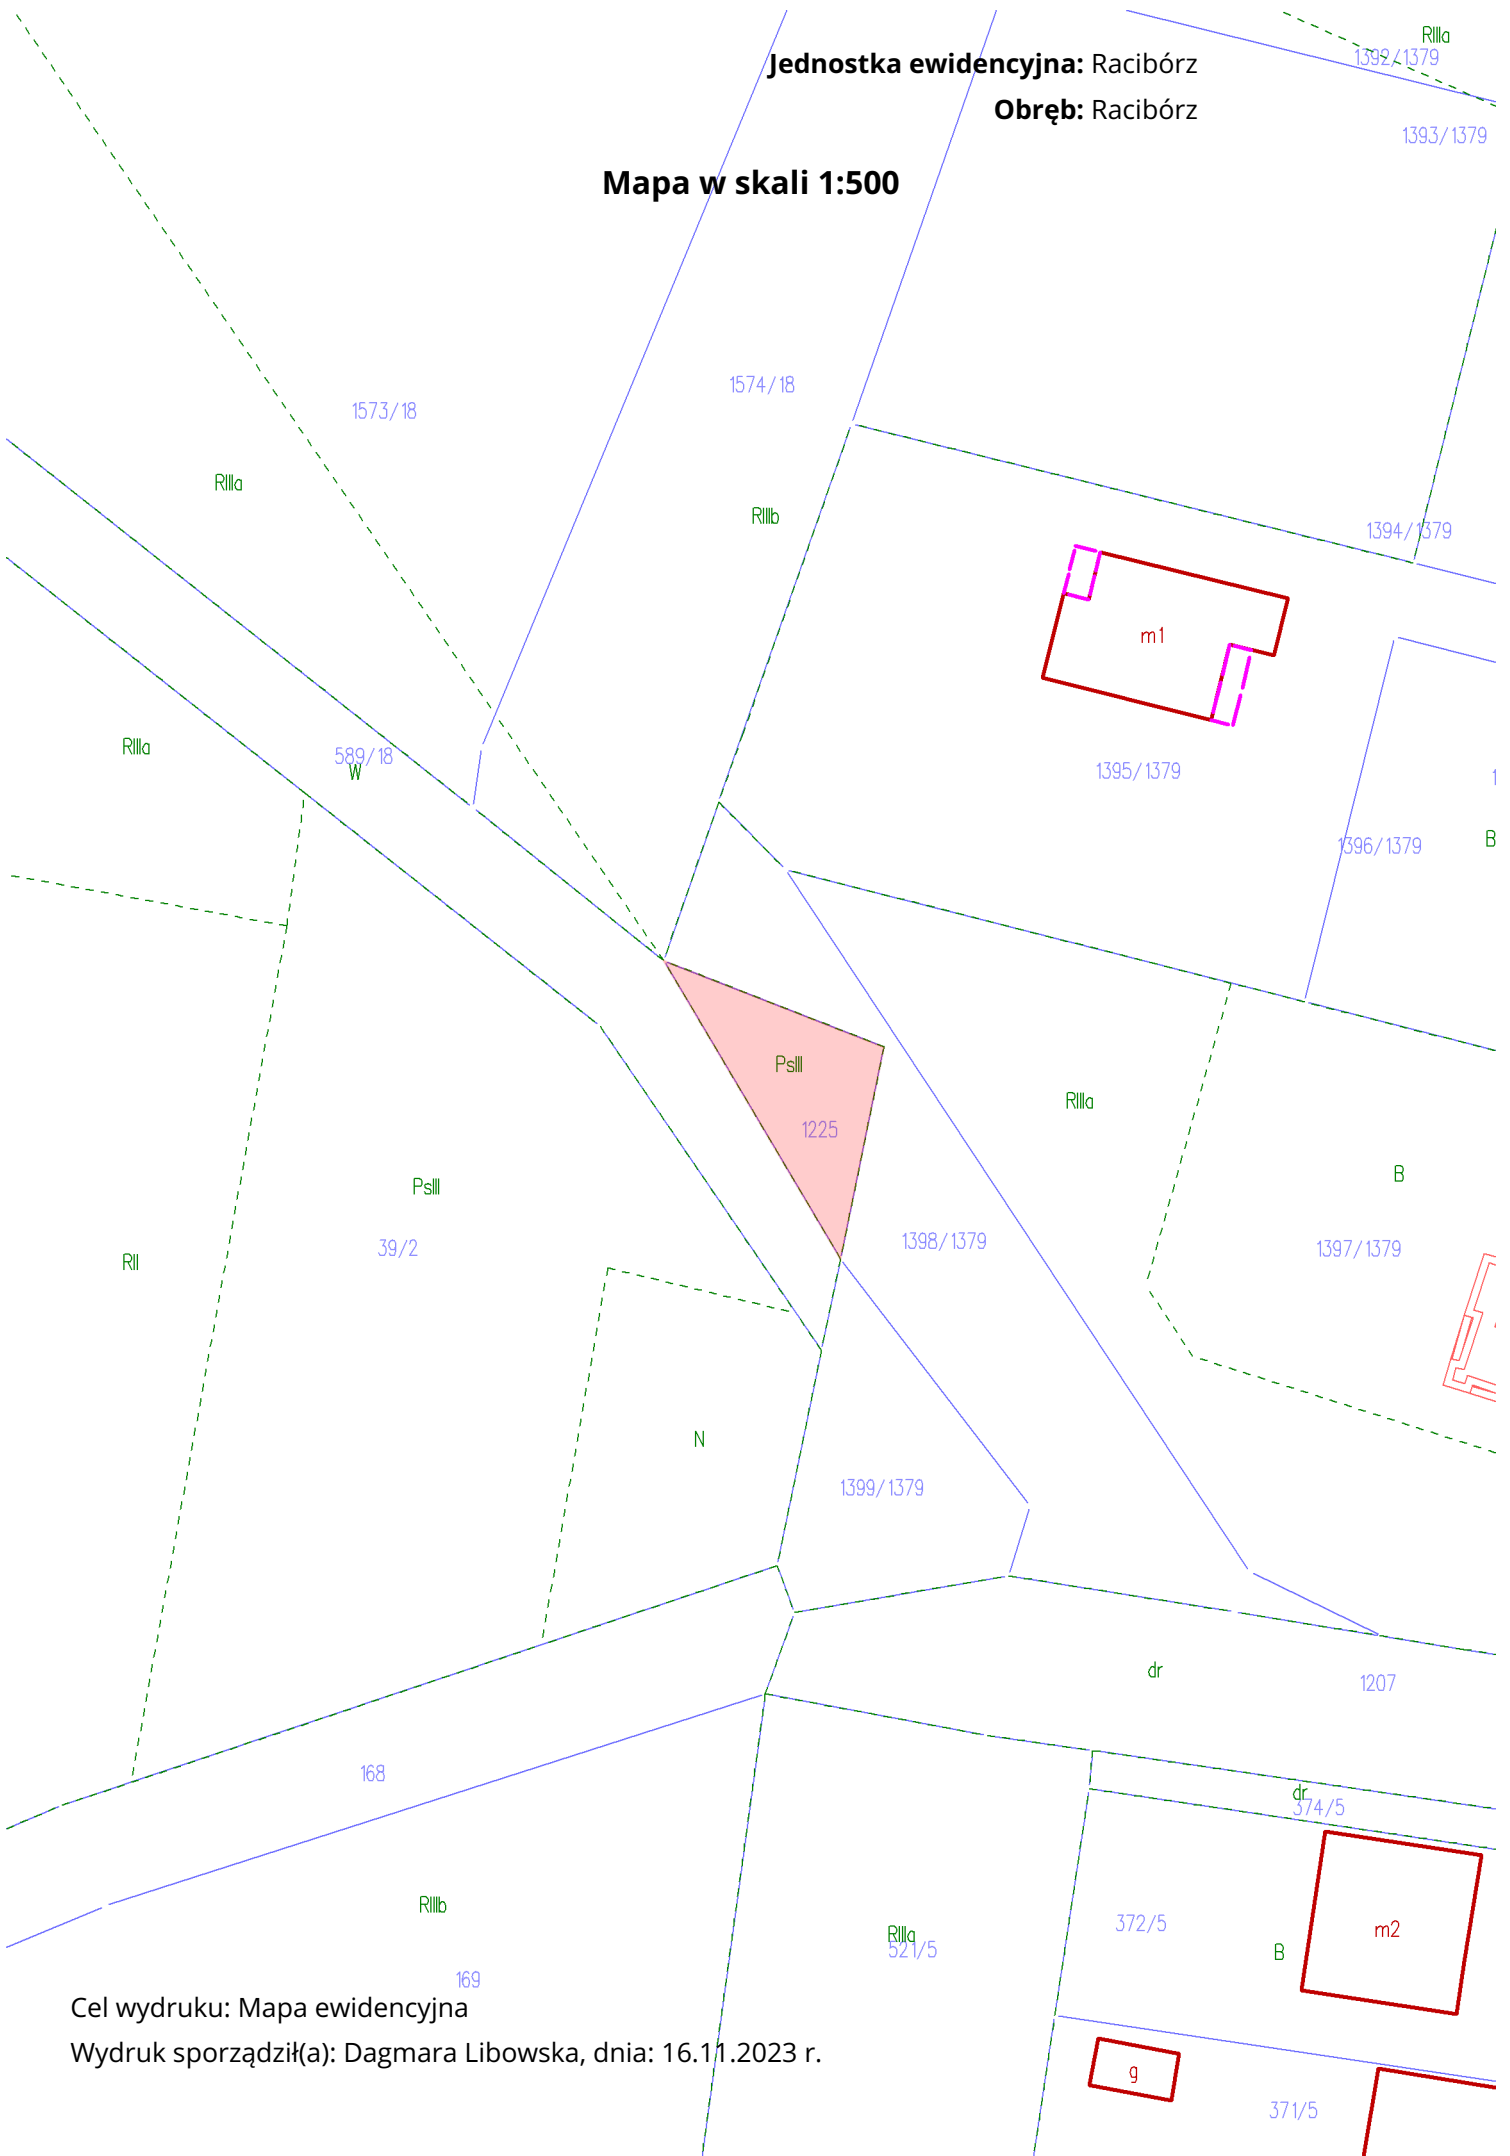 RIIIa
1392/1379
Jednostka ewidencyjna: Racibórz
Obręb: Racibórz
1393/1379
Mapa w skali 1:500
1574/18
1573/18
RIIIa
RIIIb
1394/1379
m1
RIIIa
589/18
W
1395/1379
1396/1379
B
PsIII
RIIIa
1225
B
PsIII
39/2
1398/1379
1397/1379
RII
N
1399/1379
dr
1207
168
dr
374/5
RIIIb
372/5
m2
RIIIa
521/5
B
169
Cel wydruku: Mapa ewidencyjna
Wydruk sporządził(a): Dagmara Libowska, dnia: 16.11.2023 r.
g
371/5